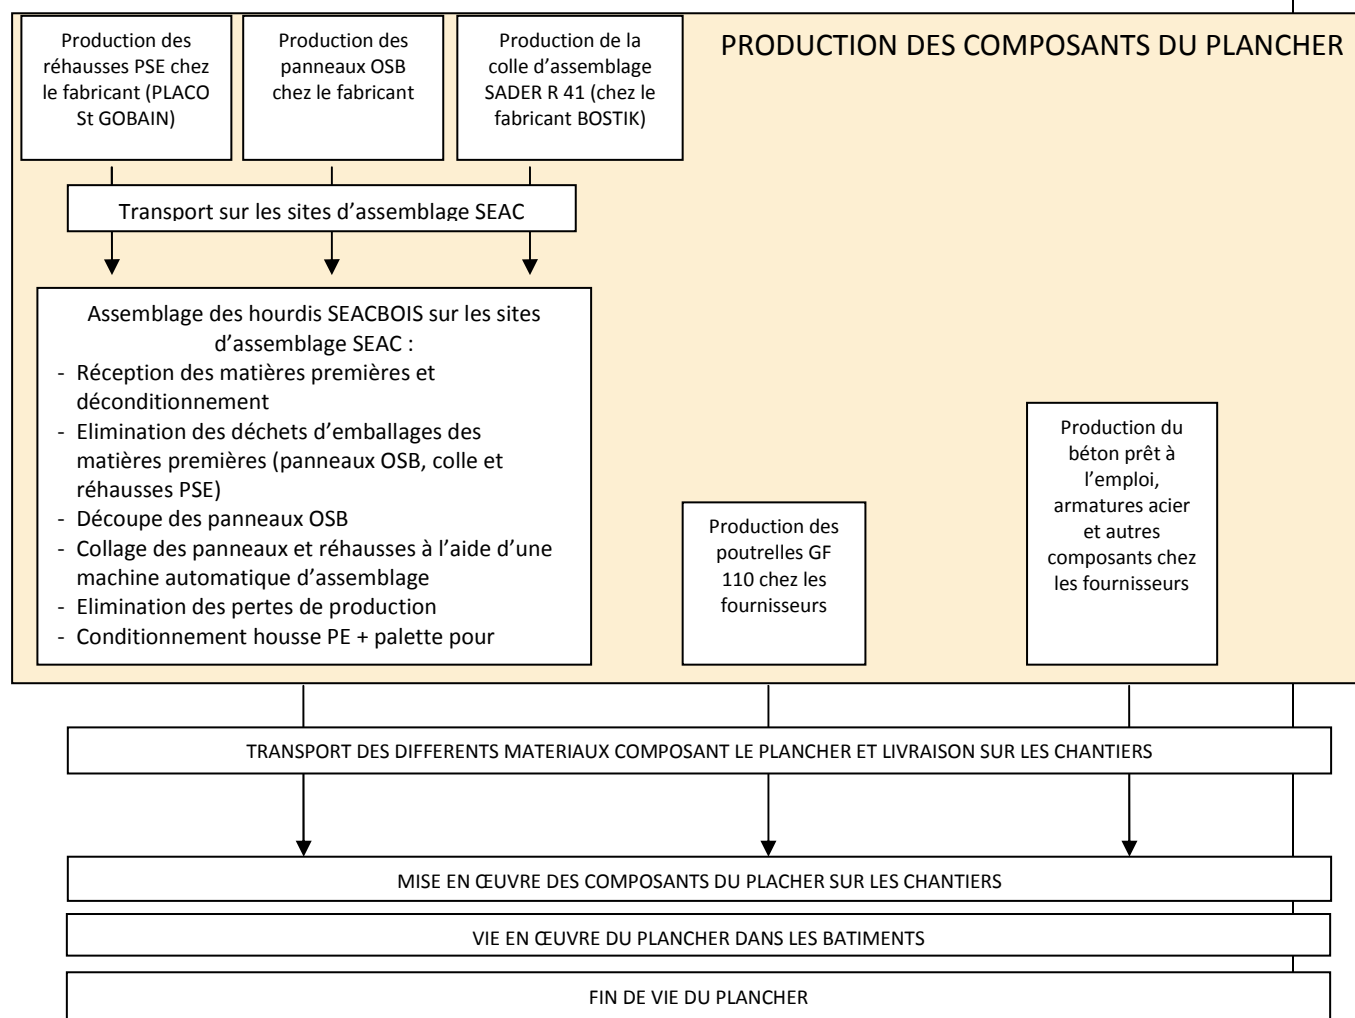 Production des
réhausses PSE chez
le fabricant (PLACO
St GOBAIN)
Production des
panneaux OSB
chez le fabricant
Production de la
colle d’assemblage
SADER R 41 (chez le
fabricant BOSTIK)
PRODUCTION DES COMPOSANTS DU PLANCHER
Transport sur les sites d’assemblage SEAC
Assemblage des hourdis SEACBOIS sur les sites
d’assemblage SEAC :
- Réception des matières premières et
déconditionnement
- Elimination des déchets d’emballages des
matières premières (panneaux OSB, colle et
réhausses PSE)
- Découpe des panneaux OSB
- Collage des panneaux et réhausses à l’aide d’une
machine automatique d’assemblage
- Elimination des pertes de production
- Conditionnement housse PE + palette pour
Production des
poutrelles GF
110 chez les
fournisseurs
Production du
béton prêt à
l’emploi,
armatures acier
et autres
composants chez
les fournisseurs
TRANSPORT DES DIFFERENTS MATERIAUX COMPOSANT LE PLANCHER ET LIVRAISON SUR LES CHANTIERS
MISE EN ŒUVRE DES COMPOSANTS DU PLACHER SUR LES CHANTIERS
VIE EN ŒUVRE DU PLANCHER DANS LES BATIMENTS
FIN DE VIE DU PLANCHER